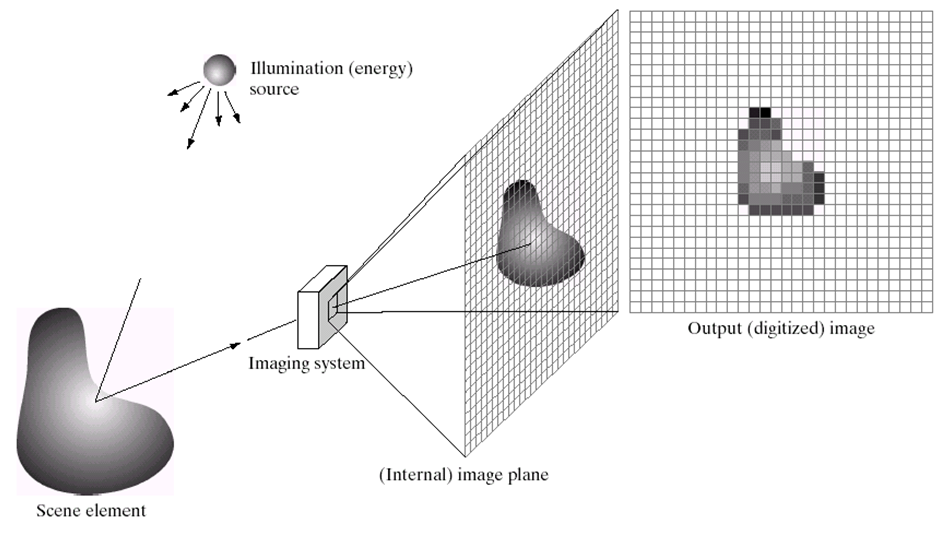 Illumination (energy)
source
Output (digitized) image
Imaging system
(Internal) image plane
Scene element